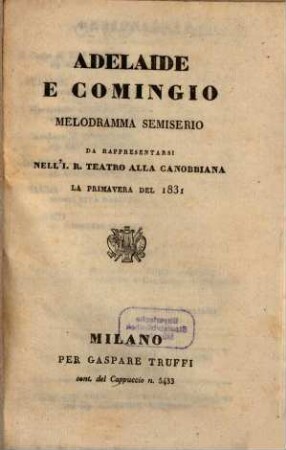 ADELAIDE
E COMINGIO
MELODRAMMA SEMISERIO
DA RAPPRESENTARSI
NELL'I. R. TEATRO ALLA CANOBBIANA
LA PRIMAVERA DEL 1831
MILANO
PER GASPARE TRUFFI
cont. del Cappuccio n. 5433